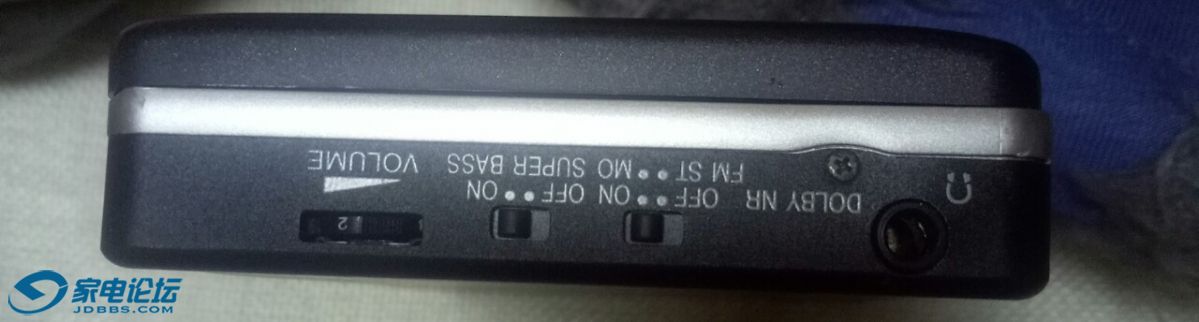 2
DOLBY NR OFF •• ON OFF •• ON
FM ST •• MO SUPER BASS VOLUME
家电论坛
JDBBS.COM